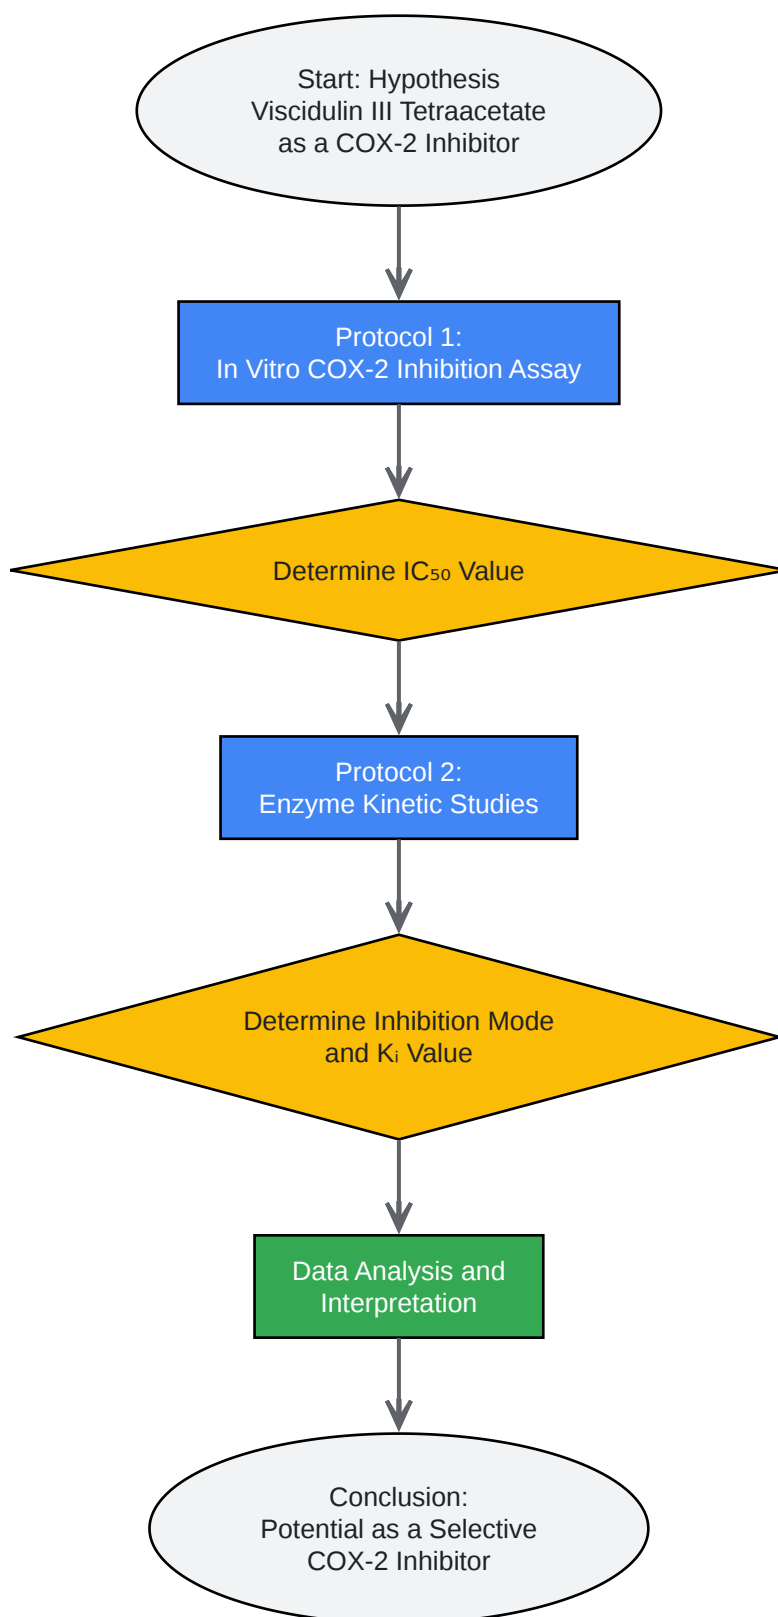 Start: Hypothesis
Viscidulin III Tetraacetate
as a COX-2 Inhibitor
Protocol 1:
In Vitro COX-2 Inhibition Assay
Determine IC₅₀ Value
Protocol 2:
Enzyme Kinetic Studies
Determine Inhibition Mode
and Kᵢ Value
Data Analysis and
Interpretation
Conclusion:
Potential as a Selective
COX-2 Inhibitor